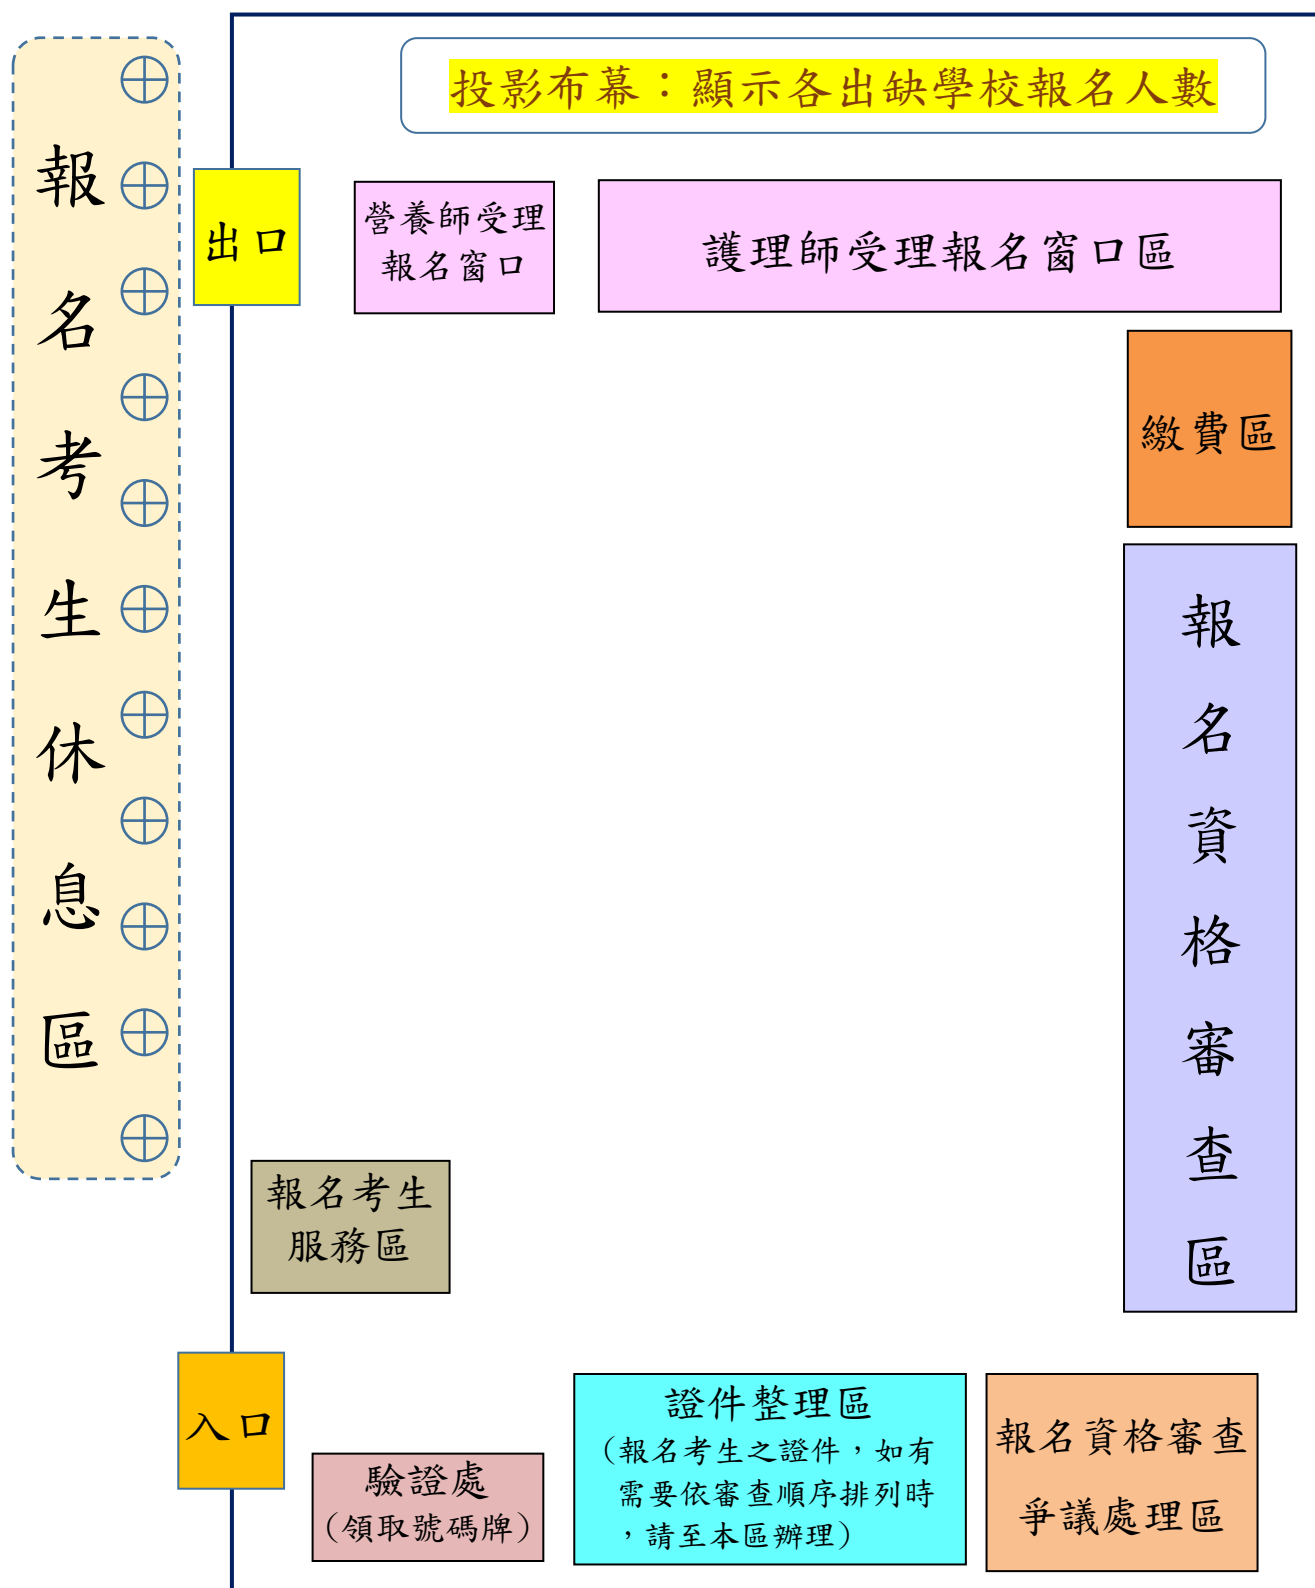 投影布幕：顯示各出缺學校報名人數
報名考生休息區
出口
營養師受理
報名窗口
護理師受理報名窗口區
繳費區
報名資格審查區
報名考生
服務區
入口
驗證處
（領取號碼牌）
證件整理區
（報名考生之證件，如有
需要依審查順序排列時
，請至本區辦理）
報名資格審查
爭議處理區